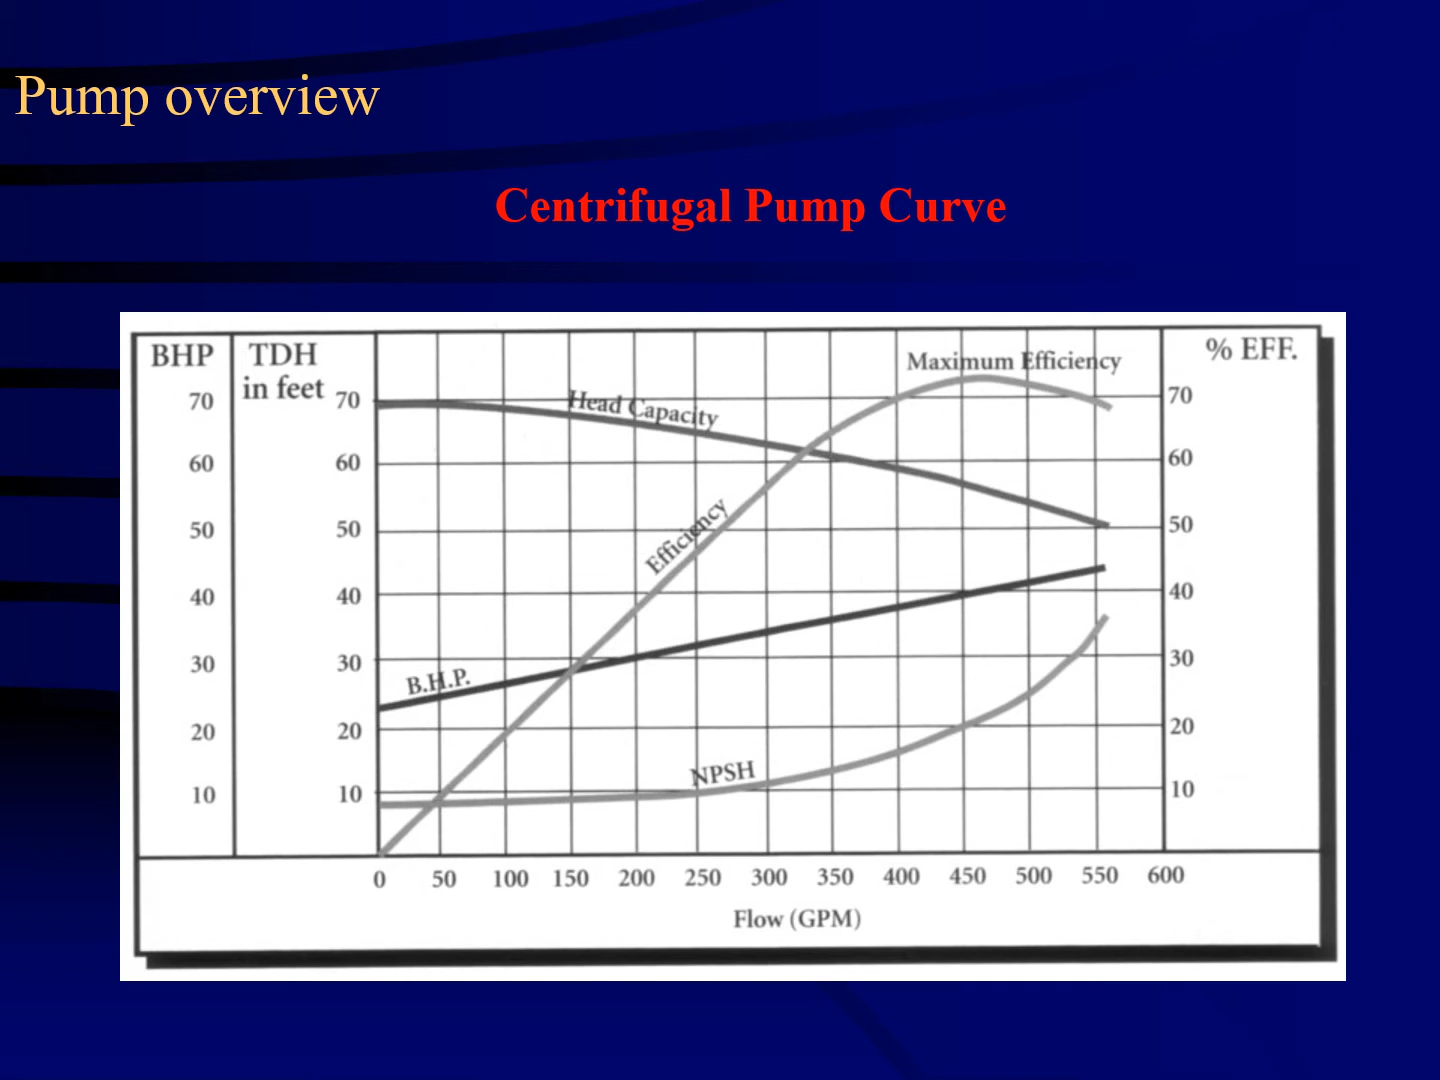 Pump overview
Centrifugal Pump Curve
BHP
TDH
in feet
% EFF.
Maximum Efficiency
Head Capacity
Efficiency
B.H.P.
NPSH
70 70 70
60 60 60
50 50 50
40 40 40
30 30 30
20 20 20
10 10 10
0 50 100 150 200 250 300 350 400 450 500 550 600
Flow (GPM)